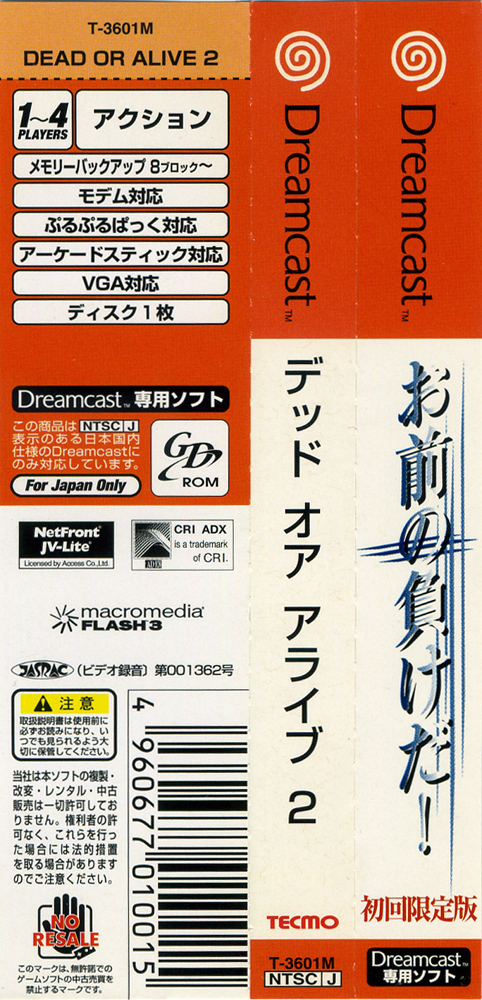 T-3601M
DEAD OR ALIVE 2
1~4
PLAYERS
アクション
メモリーバックアップ 8ブロック〜
モデム対応
ぷるぷるぱっく対応
アーケードスティック対応
VGA対応
ディスク1枚
Dreamcast™ 専用ソフト
この商品は NTSC J
表示のある日本国内
仕様のDreamcastに
のみ対応しています。
For Japan Only
GD
ROM
NetFront®
JV-Lite®
Licensed by Access Co.,Ltd.
CRI ADX
is a trademark
of CRI.
ADX
macromedia®
FLASH3
JASRAC
(ビデオ録音) 第001362号
注意
取扱説明書は使用前に
必ずお読みになり、い
つでも見られるよう大
切に保管してください。
当社は本ソフトの複製・
改変・レンタル・中古
販売は一切許可してお
りません。権利者の許
可なく、これらを行っ
た場合には法的措置
を取る場合があります
のでご注意ください。
NO
RESALE
このマークは、無許諾での
ゲームソフトの中古売買を
禁止するマークです。
4 960677 010015
Dreamcast™
デッド オア アライブ 2
TECMO
T-3601M
NTSC J
Dreamcast™
お前の負けだ!
初回限定版
Dreamcast™
専用ソフト